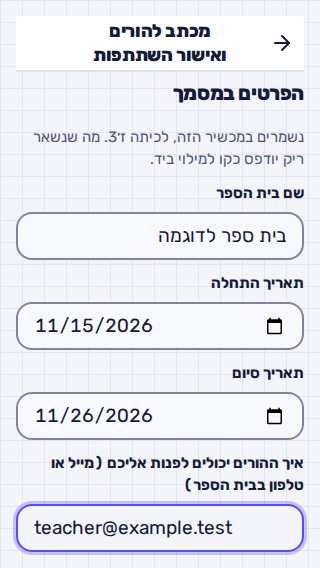 מכתב להורים
ואישור השתתפות
הפרטים במסמך
נשמרים במכשיר הזה, לכיתה ז׳3. מה שנשאר
ריק יודפס כקו למילוי ביד.
שם בית הספר
בית ספר לדוגמה
תאריך התחלה
11/15/2026
תאריך סיום
11/26/2026
איך ההורים יכולים לפנות אליכם (מייל או
טלפון בבית הספר)
teacher@example.test